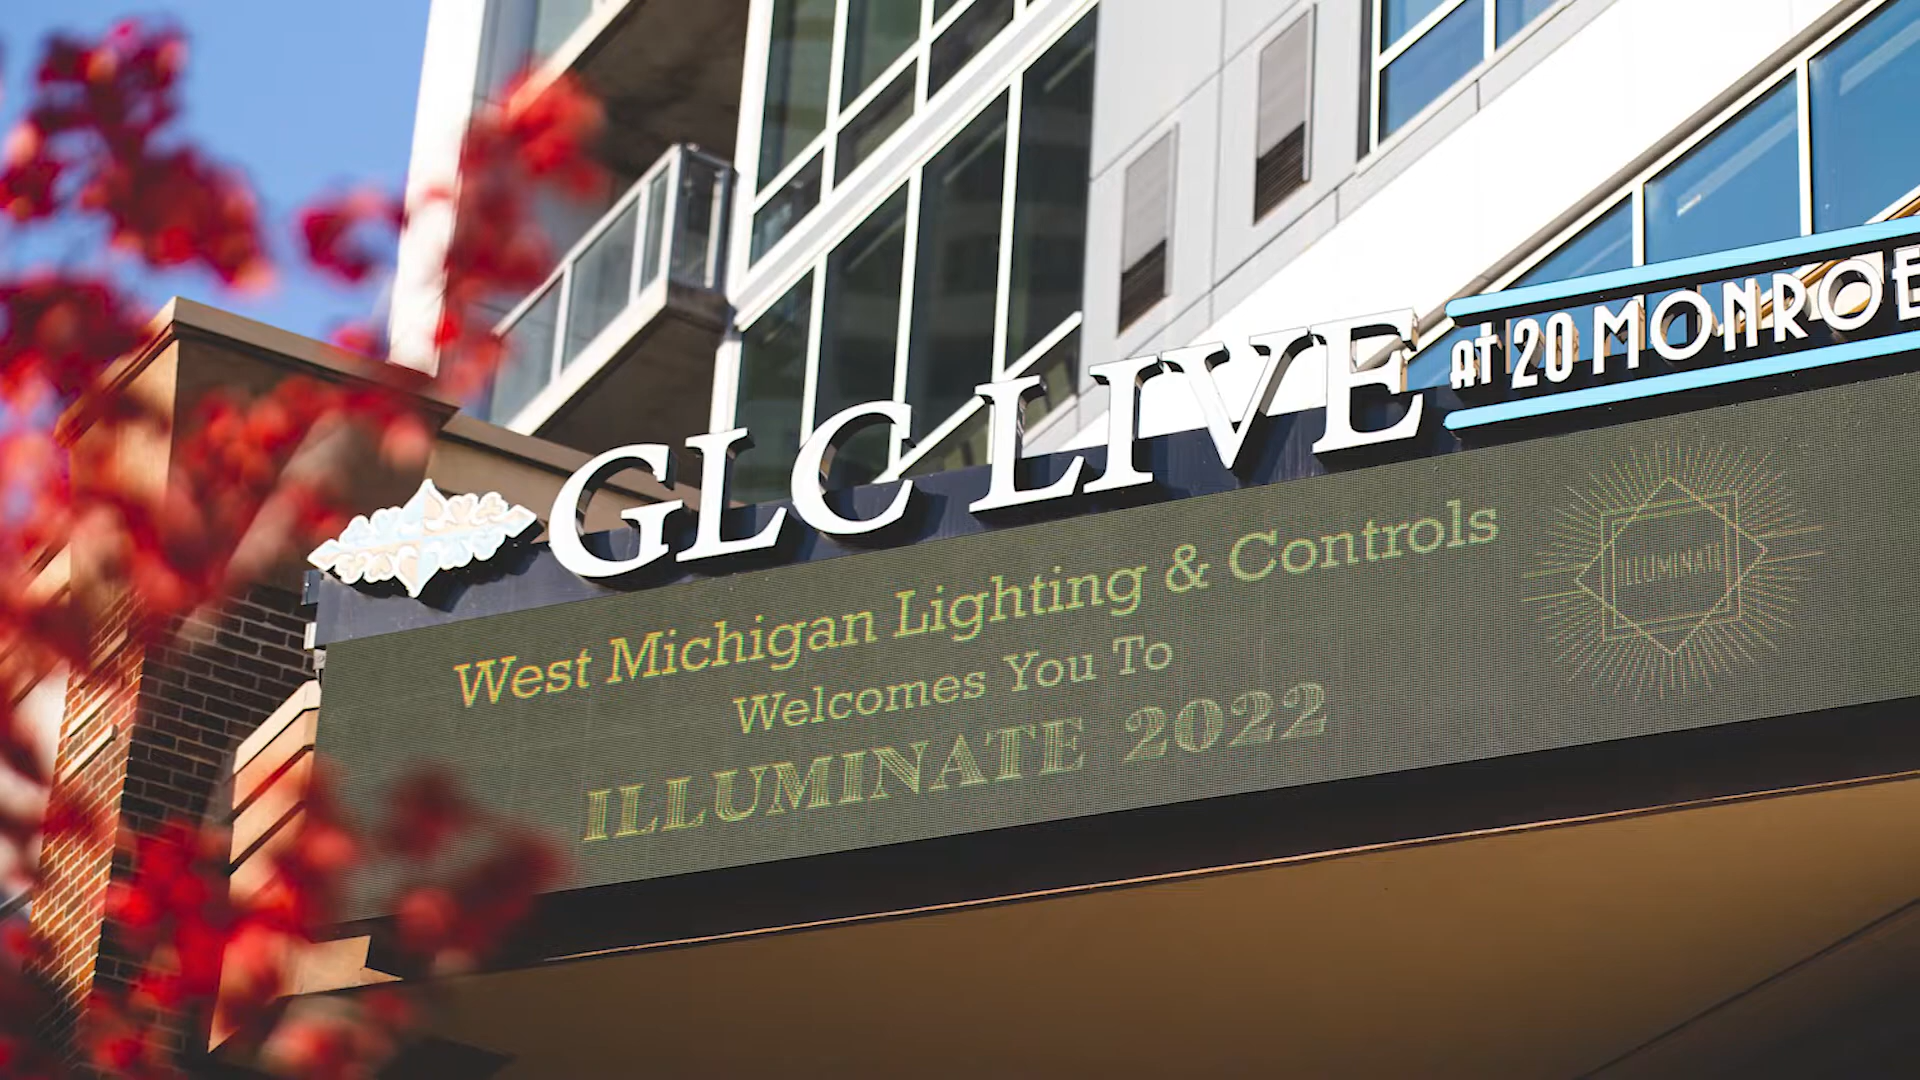 GLC LIVE AT 20 MONROE
West Michigan Lighting & Controls
Welcomes You To
ILLUMINATE 2022
ILLUMINATE